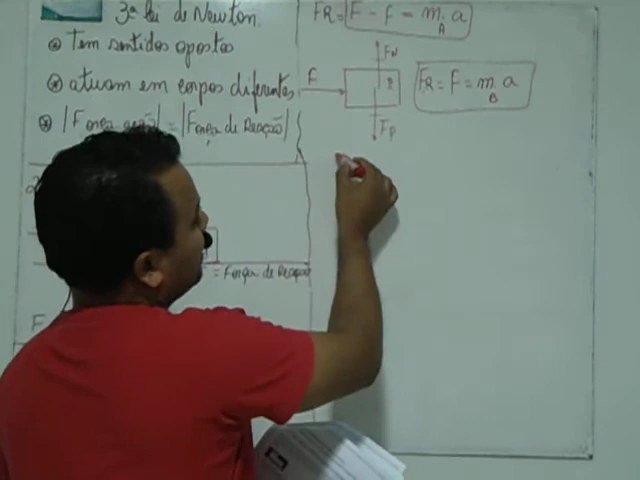 3ª Lei de Newton.
Tem sentidos opostos
atuam em corpos diferentes
|Força ação| = |Força de Reação|
= Força de Reação
F
FR = F - f = mA.a
FN
F
FR = F = mB.a
FP